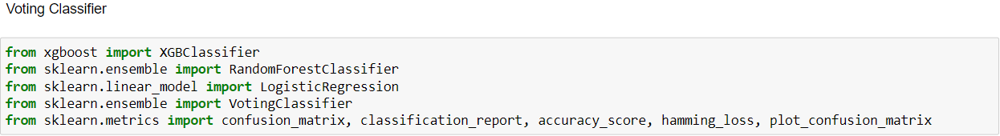 Voting Classifier
from xgboost import XGBClassifier
from sklearn.ensemble import RandomForestClassifier
from sklearn.linear_model import LogisticRegression
from sklearn.ensemble import VotingClassifier
from sklearn.metrics import confusion_matrix, classification_report, accuracy_score, hamming_loss, plot_confusion_matrix